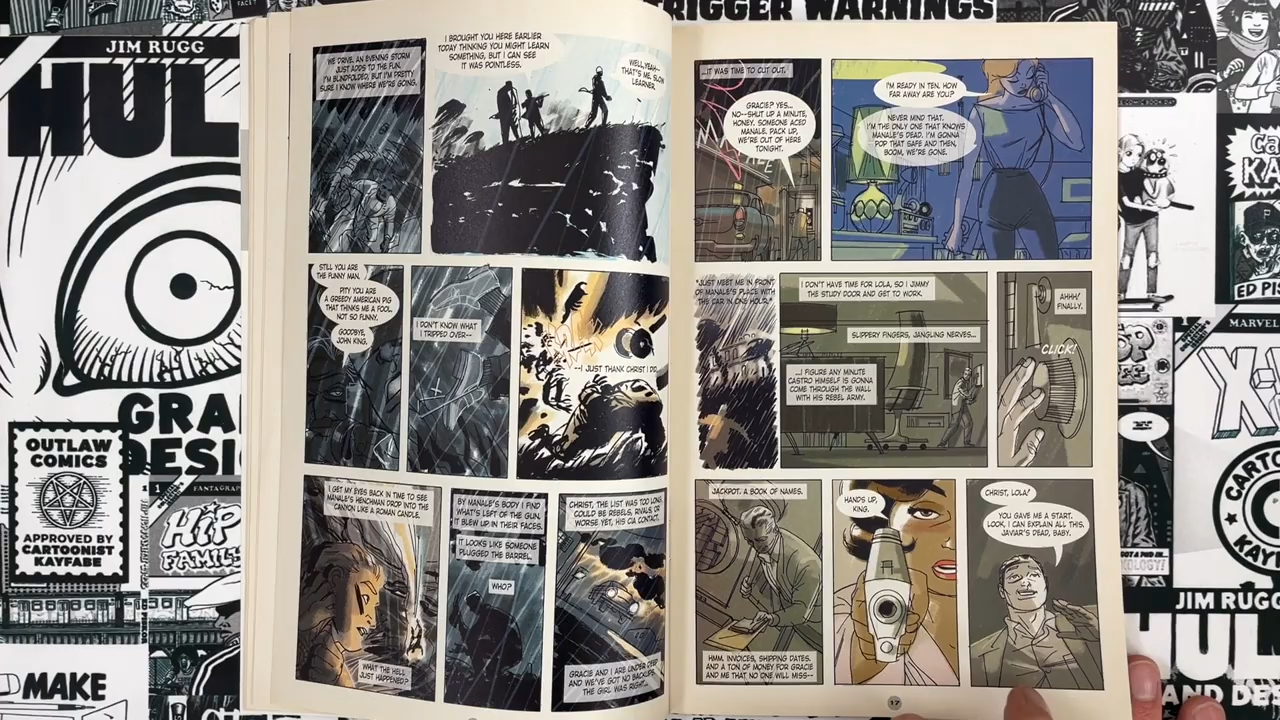 TRIGGER WARNINGS
JIM RUGG
HUL
GRA
DESI
OUTLAW
COMICS
APPROVED BY
CARTOONIST
KAYFABE
FANTAGRAP
HIP
FAMILY
MAKE
WE DRIVE. AN EVENING STORM
JUST ADDS TO THE FUN.
I'M BLINDFOLDED, BUT I'M PRETTY
SURE I KNOW WHERE WE'RE GOING.
I BROUGHT YOU HERE EARLIER
TODAY THINKING YOU MIGHT LEARN
SOMETHING, BUT I CAN SEE
IT WAS POINTLESS.
WELL, YEAH--
THAT'S ME, SLOW
LEARNER.
STILL YOU ARE
THE FUNNY MAN.
PITY YOU ARE
A GREEDY AMERICAN PIG
THAT THINKS ME A FOOL.
NOT SO FUNNY.
GOODBYE,
JOHN KING.
I DON'T KNOW WHAT
I TRIPPED OVER--
--I JUST THANK CHRIST I DID.
I GET MY EYES BACK IN TIME TO SEE
MANALE'S HENCHMAN DROP INTO THE
CANYON LIKE A ROMAN CANDLE.
WHAT THE HELL
JUST HAPPENED?
BY MANALE'S BODY I FIND
WHAT'S LEFT OF THE GUN.
IT BLEW UP IN THEIR FACES.
IT LOOKS LIKE SOMEONE
PLUGGED THE BARREL.
WHO?
CHRIST, THE LIST WAS TOO LONG.
COULD BE REBELS, RIVALS, OR
WORSE YET, HIS CIA CONTACT.
GRACIE AND I ARE UNDER DEEP
AND WE'VE GOT NO BACKUPS.
THE GIRL WAS RIGHT...
...IT WAS TIME TO CUT OUT.
GRACIE? YES...
NO--SHUT UP A MINUTE,
HONEY. SOMEONE ACED
MANALE. PACK UP,
WE'RE OUT OF HERE
TONIGHT.
I'M READY IN TEN. HOW
FAR AWAY ARE YOU?
NEVER MIND THAT.
I'M THE ONLY ONE THAT KNOWS
MANALE'S DEAD. I'M GONNA
POP THAT SAFE AND THEN,
BOOM, WE'RE GONE.
"JUST MEET ME IN FRONT
OF MANALE'S PLACE WITH
THE CAR IN ONE HOUR."
I DON'T HAVE TIME FOR LOLA, SO I JIMMY
THE STUDY DOOR AND GET TO WORK.
SLIPPERY FINGERS, JANGLING NERVES...
...I FIGURE ANY MINUTE
CASTRO HIMSELF IS GONNA
COME THROUGH THE WALL
WITH HIS REBEL ARMY.
AHHH!
FINALLY.
CLICK!
JACKPOT. A BOOK OF NAMES.
HMM. INVOICES, SHIPPING DATES.
AND A TON OF MONEY FOR GRACIE
AND ME THAT NO ONE WILL MISS--
HANDS UP,
KING.
CHRIST, LOLA!
YOU GAVE ME A START.
LOOK, I CAN EXPLAIN ALL THIS.
JAVIAR'S DEAD, BABY.
17
Ca
KA
ED PIS
MARVEL
X-
CARTO
KAYF
JIM RUGG
AND DES